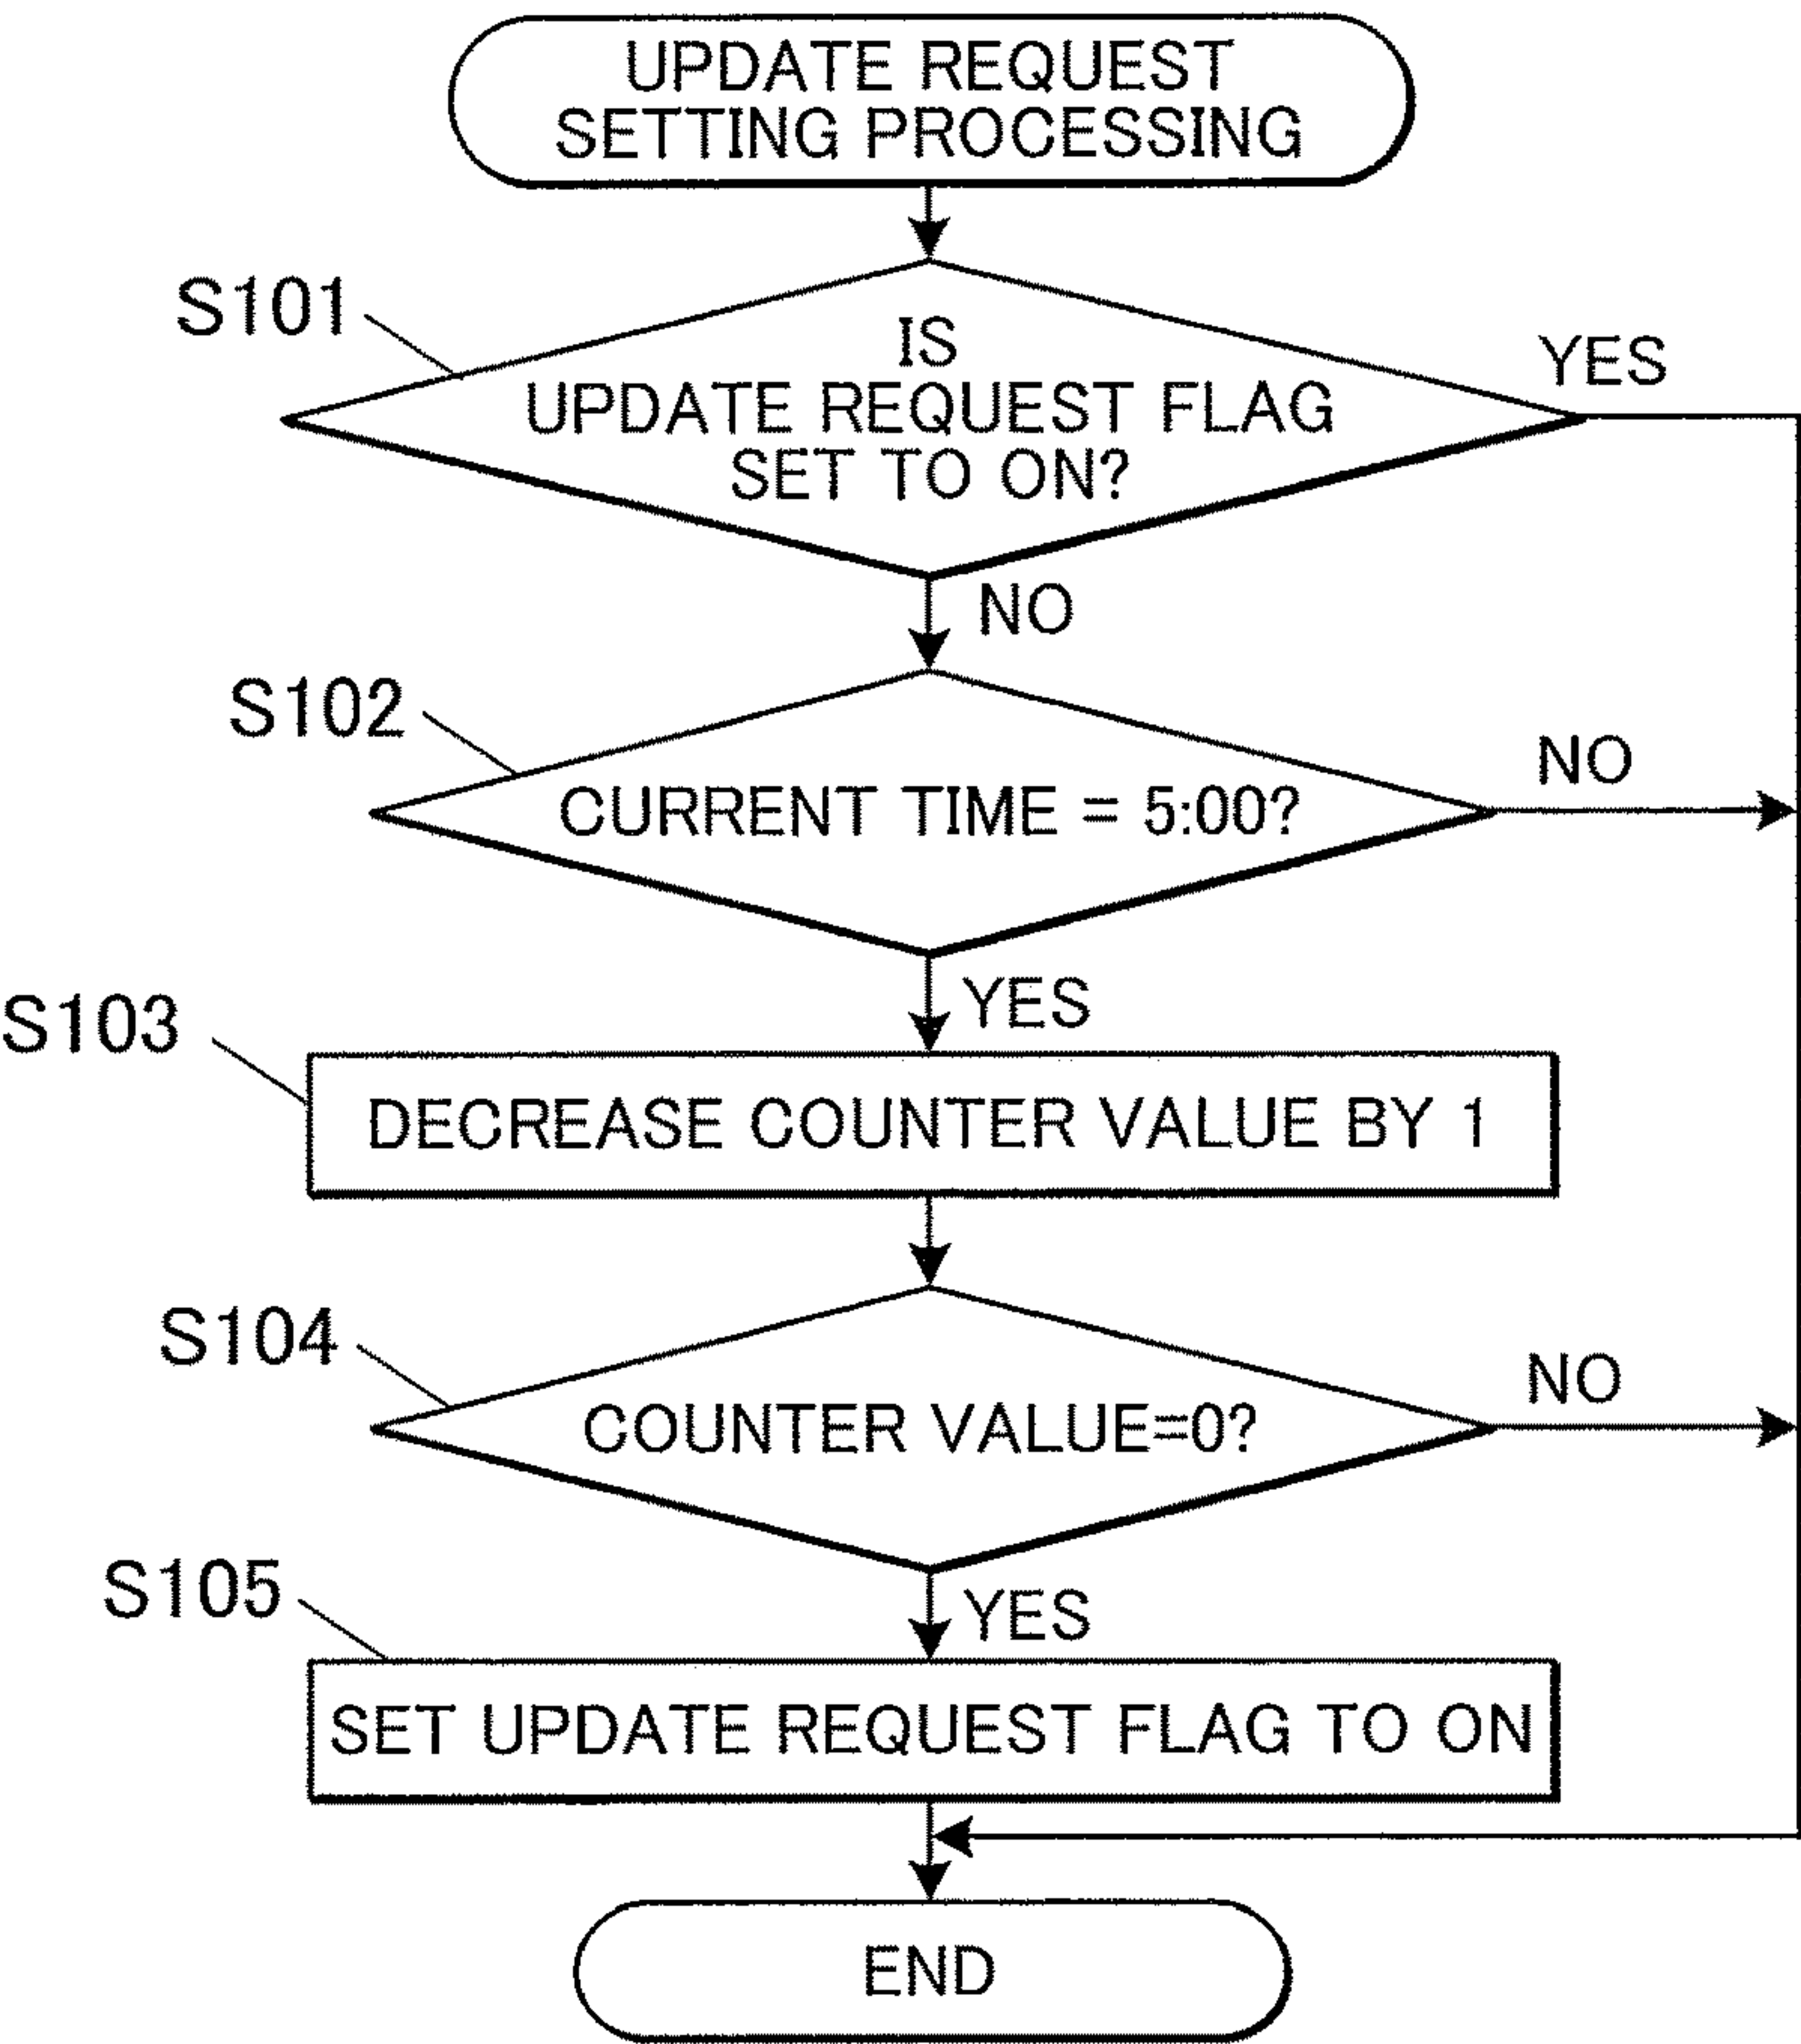 UPDATE REQUEST
SETTING PROCESSING
S101
IS
UPDATE REQUEST FLAG
SET TO ON?
YES
NO
S102
CURRENT TIME = 5:00?
NO
YES
S103
DECREASE COUNTER VALUE BY 1
S104
COUNTER VALUE=0?
NO
YES
S105
SET UPDATE REQUEST FLAG TO ON
END